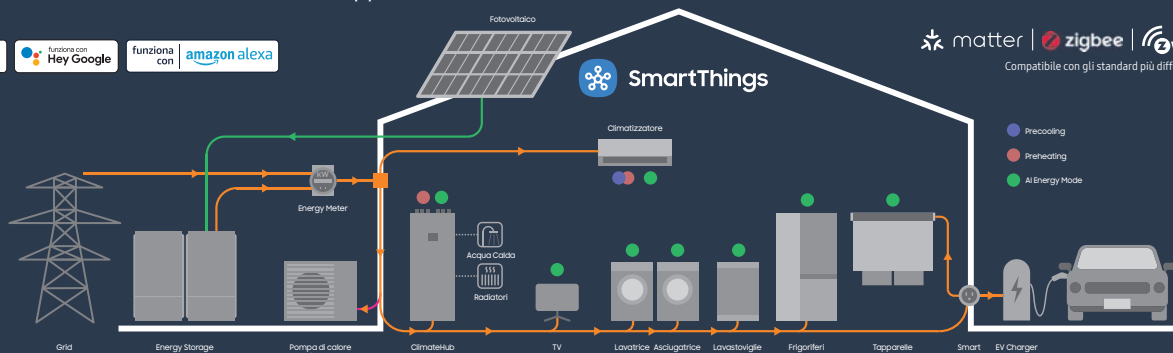 Fotovoltaico
funziona con
Hey Google
funziona
con
amazon alexa
SmartThings
matter
zigbee
Compatibile con gli standard più
Climatizzatore
Precooling
Preheating
AI Energy Mode
kW
Energy Meter
Acqua Calda
Radiatori
Grid
Energy Storage
Pompa di calore
ClimateHub
TV
Lavatrice
Asciugatrice
Lavastoviglie
Frigoriferi
Tapparelle
Smart
EV Charger